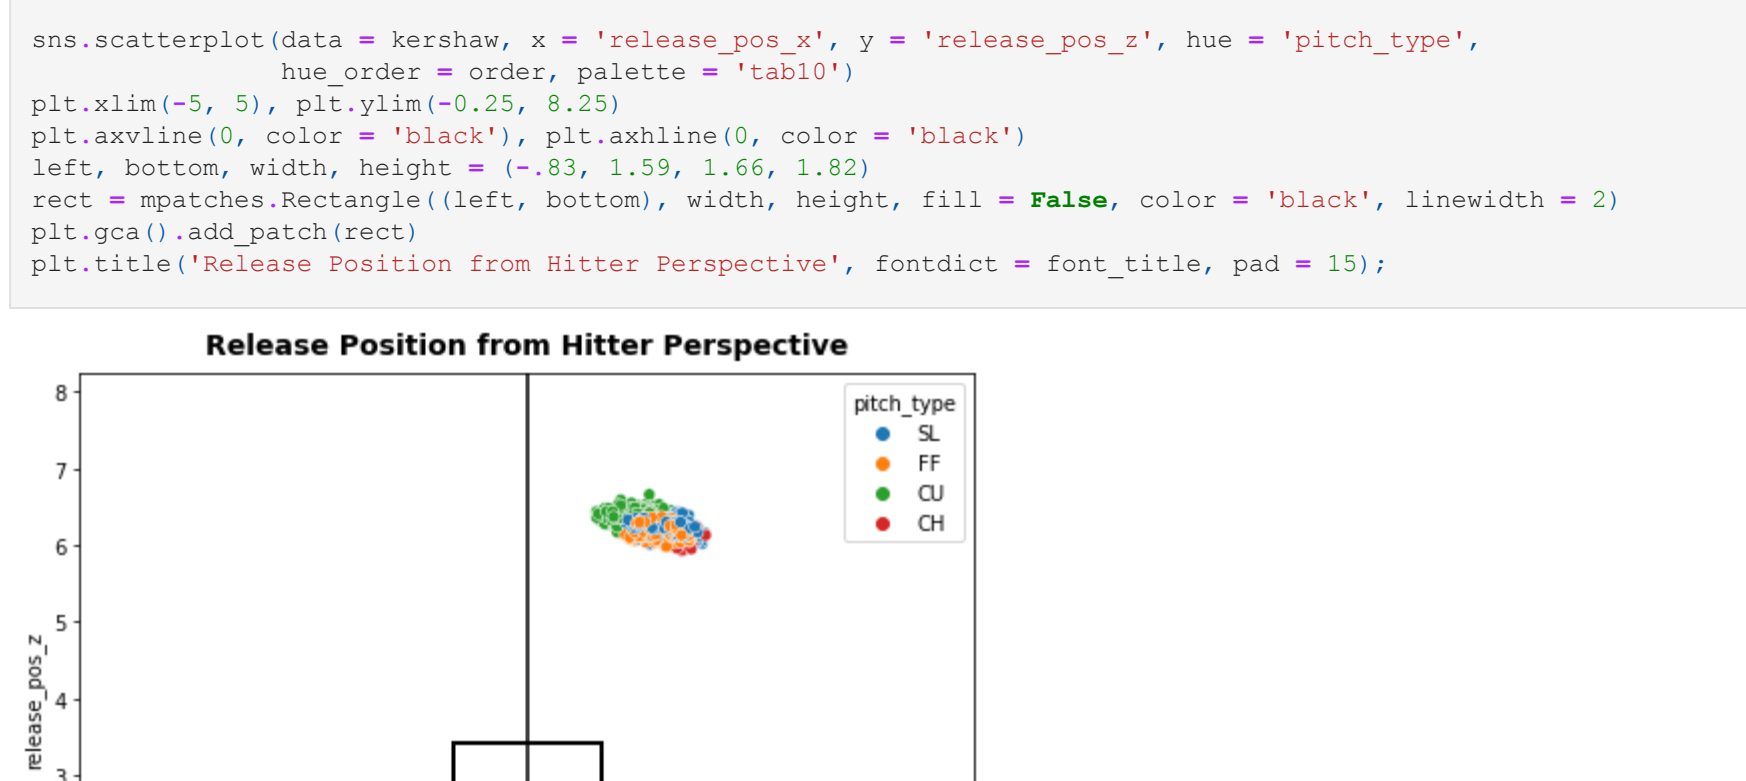 sns.scatterplot(data = kershaw, x = 'release_pos_x', y = 'release_pos_z', hue = 'pitch_type',
                hue_order = order, palette = 'tab10')
plt.xlim(-5, 5), plt.ylim(-0.25, 8.25)
plt.axvline(0, color = 'black'), plt.axhline(0, color = 'black')
left, bottom, width, height = (-.83, 1.59, 1.66, 1.82)
rect = mpatches.Rectangle((left, bottom), width, height, fill = False, color = 'black', linewidth = 2)
plt.gca().add_patch(rect)
plt.title('Release Position from Hitter Perspective', fontdict = font_title, pad = 15);
Release Position from Hitter Perspective
pitch_type
SL
FF
CU
CH
8
7
6
5
4
3
release_pos_z